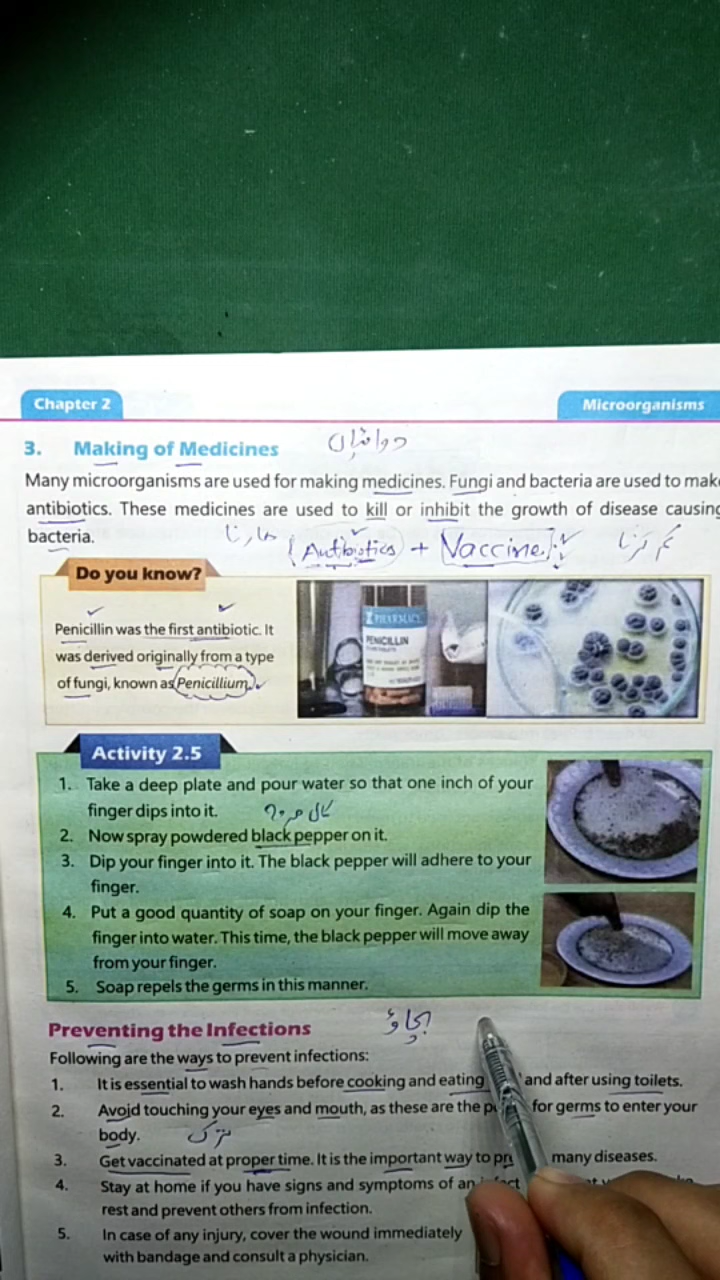 Chapter 2
Microorganisms
3. Making of Medicines
دوائیاں
Many microorganisms are used for making medicines. Fungi and bacteria are used to mak
antibiotics. These medicines are used to kill or inhibit the growth of disease causing
bacteria.
مارنا
(Antibiotics) + Vaccine
Do you know?
Penicillin was the first antibiotic. It
was derived originally from a type
of fungi, known as Penicillium.
PHARMACY
PENICILLIN
Activity 2.5
1. Take a deep plate and pour water so that one inch of your
finger dips into it.
کالی مرچ
2. Now spray powdered black pepper on it.
3. Dip your finger into it. The black pepper will adhere to your
finger.
4. Put a good quantity of soap on your finger. Again dip the
finger into water. This time, the black pepper will move away
from your finger.
5. Soap repels the germs in this manner.
Preventing the Infections
بچاؤ
Following are the ways to prevent infections:
1. It is essential to wash hands before cooking and eating and after using toilets.
2. Avoid touching your eyes and mouth, as these are the for germs to enter your
body.
3. Get vaccinated at proper time. It is the important way to many diseases.
4. Stay at home if you have signs and symptoms of an
rest and prevent others from infection.
5. In case of any injury, cover the wound immediately
with bandage and consult a physician.